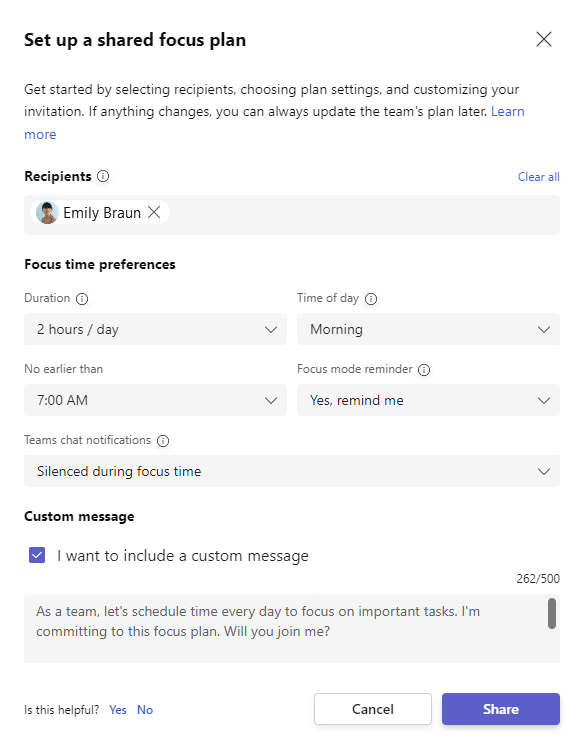 Set up a shared focus plan
Get started by selecting recipients, choosing plan settings, and customizing your
invitation. If anything changes, you can always update the team's plan later. Learn
more
Recipients
Clear all
Emily Braun
Focus time preferences
Duration
Time of day
2 hours / day
Morning
No earlier than
Focus mode reminder
7:00 AM
Yes, remind me
Teams chat notifications
Silenced during focus time
Custom message
I want to include a custom message
262/500
As a team, let's schedule time every day to focus on important tasks. I'm
committing to this focus plan. Will you join me?
Is this helpful? Yes No
Cancel
Share